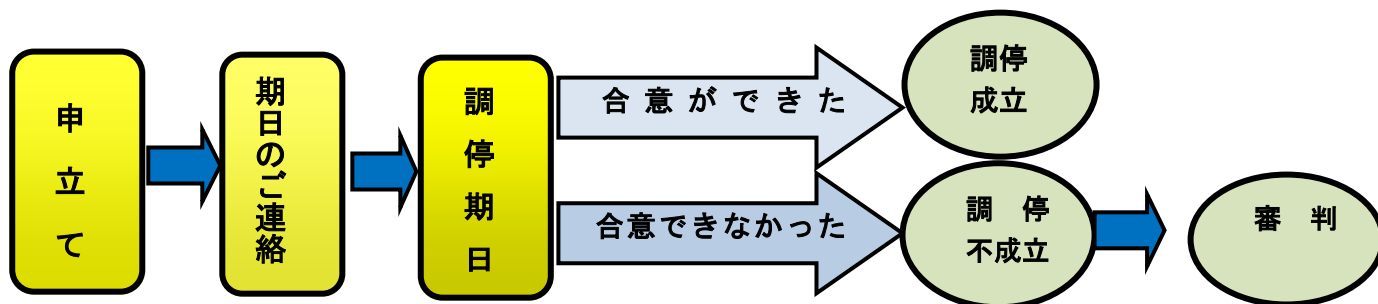 申立て
期日のご連絡
調停期日
合意ができた
調停
成立
合意できなかった
調　停
不成立
審　判